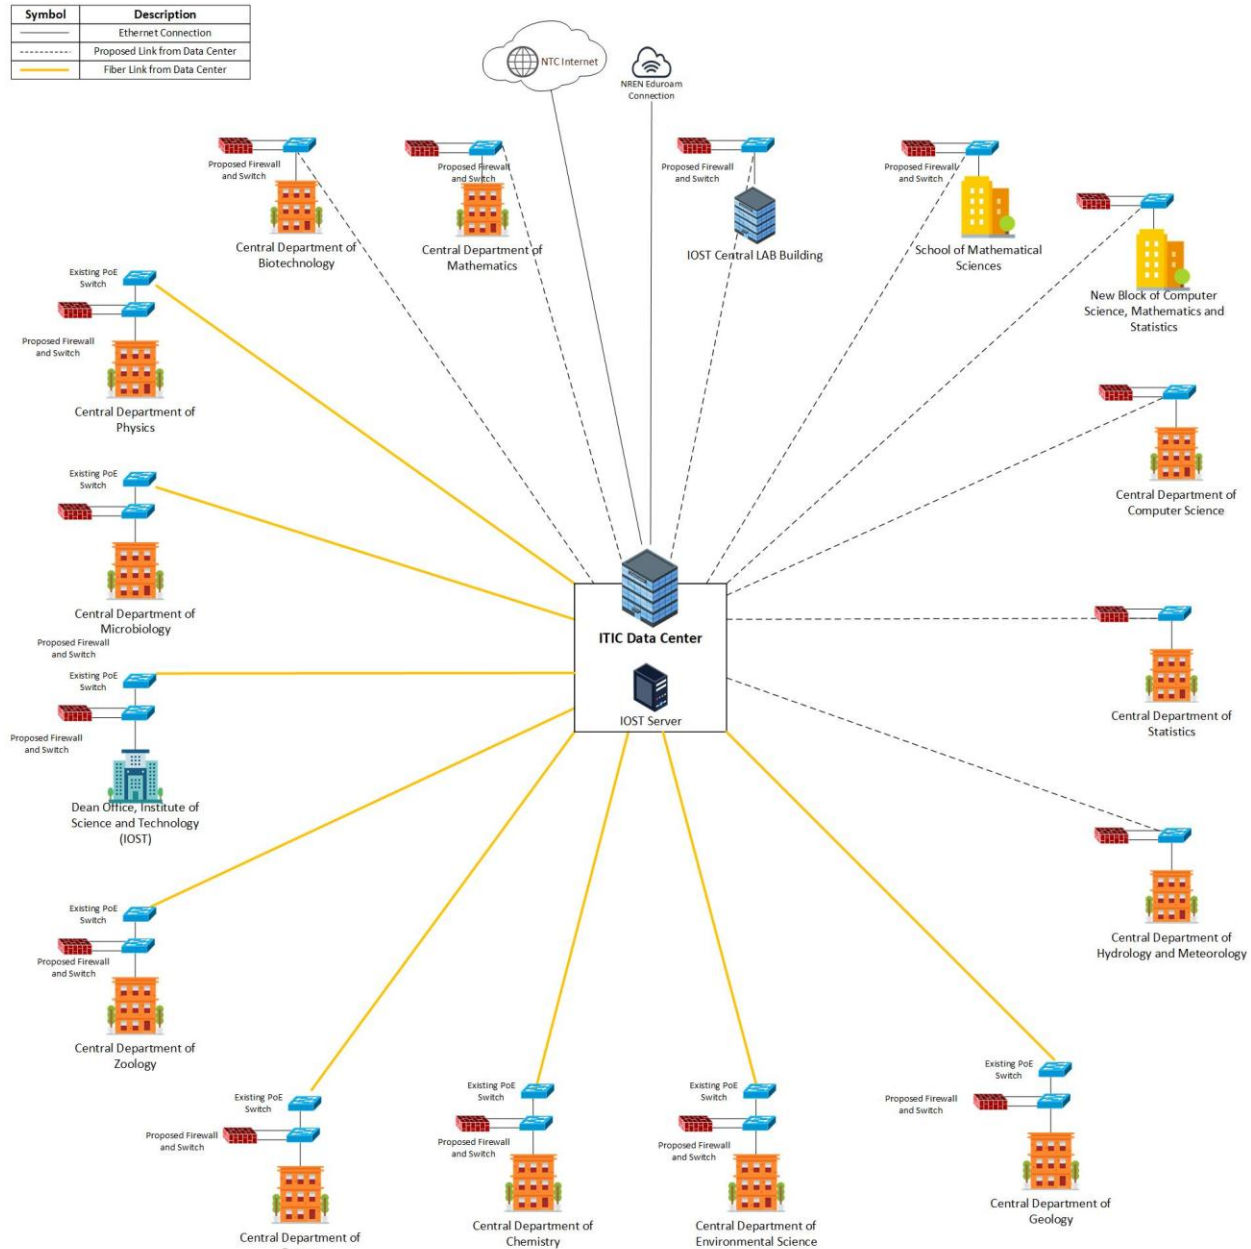 Symbol Description
Ethernet Connection
Proposed Link from Data Center
Fiber Link from Data Center
NTC Internet
NREN Eduroam
Connection
Proposed Firewall
and Switch
Central Department of
Biotechnology
Proposed Firewall
and Switch
Central Department of
Mathematics
Proposed Firewall
and Switch
IOST Central LAB Building
Proposed Firewall
and Switch
School of Mathematical
Sciences
New Block of Computer
Science, Mathematics and
Statistics
Existing PoE
Switch
Proposed Firewall
and Switch
Central Department of
Physics
Central Department of
Computer Science
Existing PoE
Switch
Central Department of
Microbiology
Proposed Firewall
and Switch
ITIC Data Center
IOST Server
Central Department of
Statistics
Existing PoE
Switch
Proposed Firewall
and Switch
Dean Office, Institute of
Science and Technology
(IOST)
Central Department of
Hydrology and Meteorology
Existing PoE
Switch
Proposed Firewall
and Switch
Central Department of
Zoology
Existing PoE
Switch
Proposed Firewall
and Switch
Central Department of
Existing PoE
Switch
Proposed Firewall
and Switch
Central Department of
Chemistry
Existing PoE
Switch
Proposed Firewall
and Switch
Central Department of
Environmental Science
Existing PoE
Switch
Proposed Firewall
and Switch
Central Department of
Geology